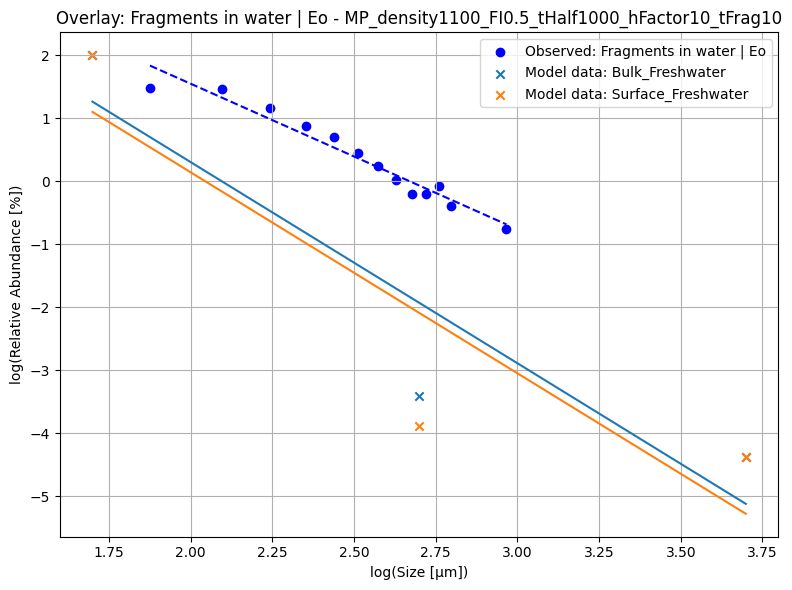 Overlay: Fragments in water | Eo - MP_density1100_FI0.5_tHalf1000_hFactor10_tFrag10
Observed: Fragments in water | Eo
Model data: Bulk_Freshwater
Model data: Surface_Freshwater
log(Relative Abundance [%])
2
1
0
−1
−2
−3
−4
−5
1.75 2.00 2.25 2.50 2.75 3.00 3.25 3.50 3.75
log(Size [μm])